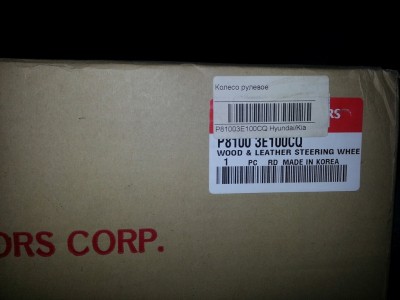 Колесо рулевое
P81003E100CQ Hyundai/Kia
RS
P8100 3E100CQ
WOOD & LEATHER STEERING WHEE
1 PC RD MADE IN KOREA
ORS CORP.